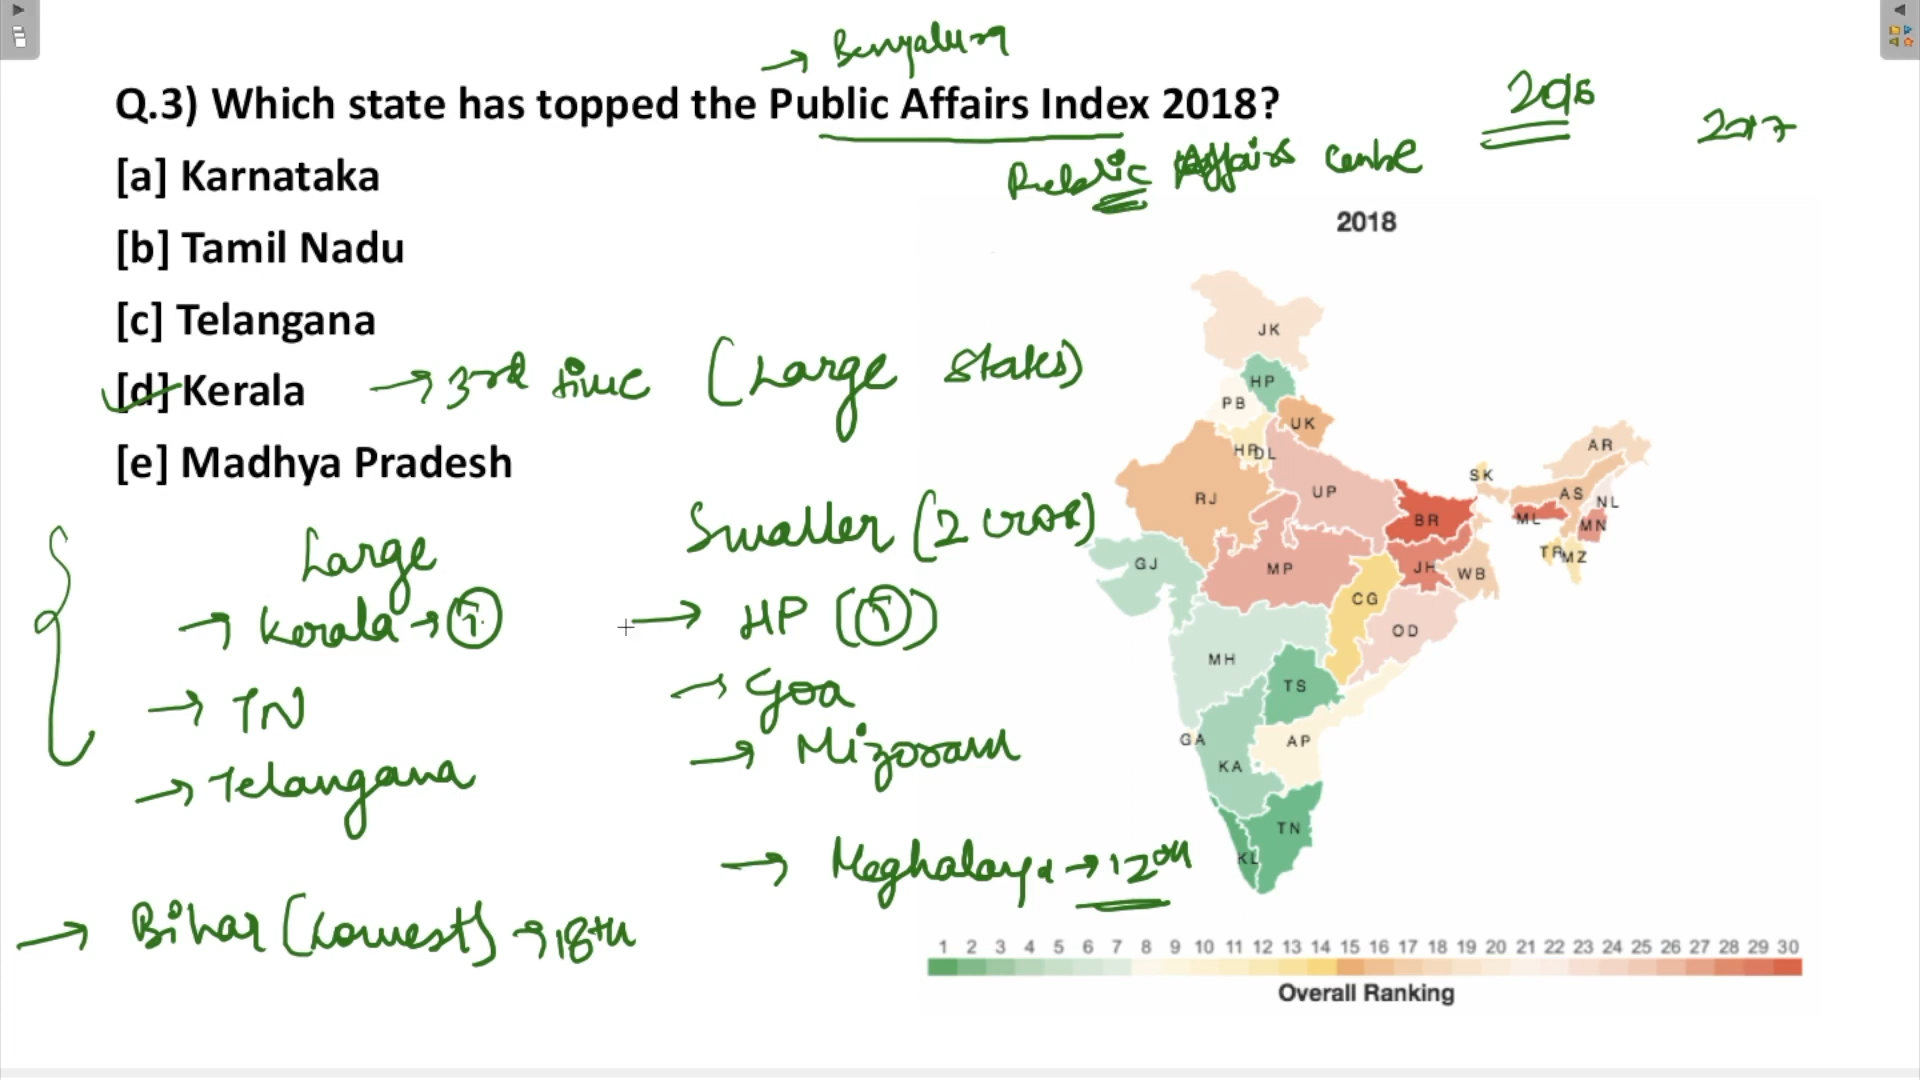 → Bengaluru
Q.3) Which state has topped the Public Affairs Index 2018?
2016
2017
Public Affairs Centre
[a] Karnataka
[b] Tamil Nadu
[c] Telangana
[d] Kerala → 3rd time (Large States)
[e] Madhya Pradesh
Large
→ Kerala → 1
→ TN
→ Telangana
→ Bihar (Lowest) → 18th
Smaller (2
→ HP (1)
→ Goa
→ Mizoram
→ Meghalaya → 12th
2018
JK
HP
PB
UK
HR
DL
RJ
UP
BR
SK
AR
AS
NL
ML
MN
TR
MZ
GJ
MP
JH
WB
CG
OD
MH
TS
GA
AP
KA
TN
KL
1 2 3 4 5 6 7 8 9 10 11 12 13 14 15 16 17 18 19 20 21 22 23 24 25 26 27 28 29 30
Overall Ranking